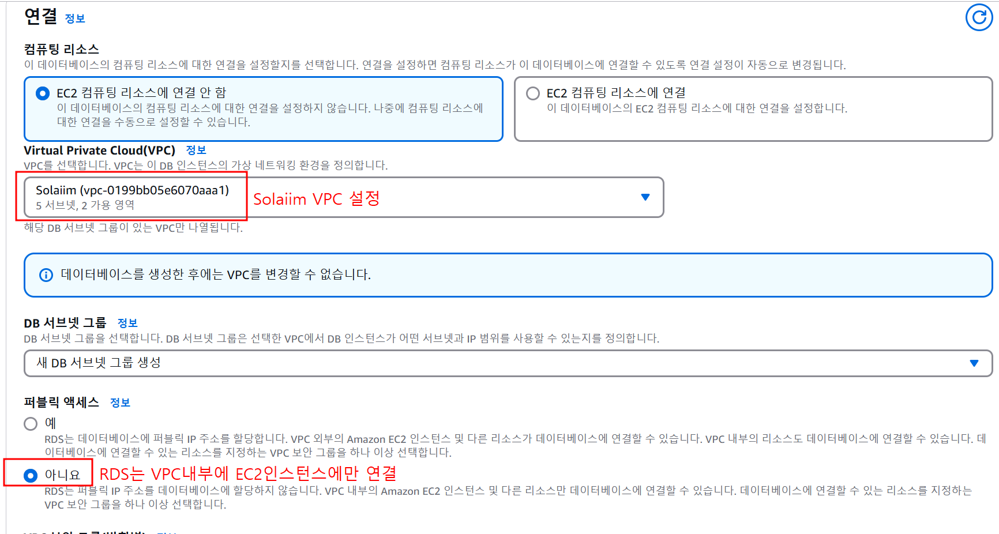 연결 정보
컴퓨팅 리소스
이 데이터베이스의 컴퓨팅 리소스에 대한 연결을 설정할지를 선택합니다. 연결을 설정하면 컴퓨팅 리소스가 이 데이터베이스에 연결할 수 있도록 연결 설정이 자동으로 변경됩니다.
EC2 컴퓨팅 리소스에 연결 안 함
이 데이터베이스의 컴퓨팅 리소스에 대한 연결을 설정하지 않습니다. 나중에 컴퓨팅 리소스에
대한 연결을 수동으로 설정할 수 있습니다.
EC2 컴퓨팅 리소스에 연결
이 데이터베이스의 EC2 컴퓨팅 리소스에 대한 연결을 설정합니다.
Virtual Private Cloud(VPC) 정보
VPC를 선택합니다. VPC는 이 DB 인스턴스의 가상 네트워킹 환경을 정의합니다.
Solaiim (vpc-0199bb05e6070aaa1)
5 서브넷, 2 가용 영역
Solaiim VPC 설정
해당 DB 서브넷 그룹이 있는 VPC만 나열됩니다.
데이터베이스를 생성한 후에는 VPC를 변경할 수 없습니다.
DB 서브넷 그룹 정보
DB 서브넷 그룹을 선택합니다. DB 서브넷 그룹은 선택한 VPC에서 DB 인스턴스가 어떤 서브넷과 IP 범위를 사용할 수 있는지를 정의합니다.
새 DB 서브넷 그룹 생성
퍼블릭 액세스 정보
예
RDS는 데이터베이스에 퍼블릭 IP 주소를 할당합니다. VPC 외부의 Amazon EC2 인스턴스 및 다른 리소스가 데이터베이스에 연결할 수 있습니다. VPC 내부의 리소스도 데이터베이스에 연결할 수 있습니다. 데
이터베이스에 연결할 수 있는 리소스를 지정하는 VPC 보안 그룹을 하나 이상 선택합니다.
아니요 RDS는 VPC내부에 EC2인스턴스에만 연결
RDS는 퍼블릭 IP 주소를 데이터베이스에 할당하지 않습니다. VPC 내부의 Amazon EC2 인스턴스 및 다른 리소스만 데이터베이스에 연결할 수 있습니다. 데이터베이스에 연결할 수 있는 리소스를 지정하는
VPC 보안 그룹을 하나 이상 선택합니다.